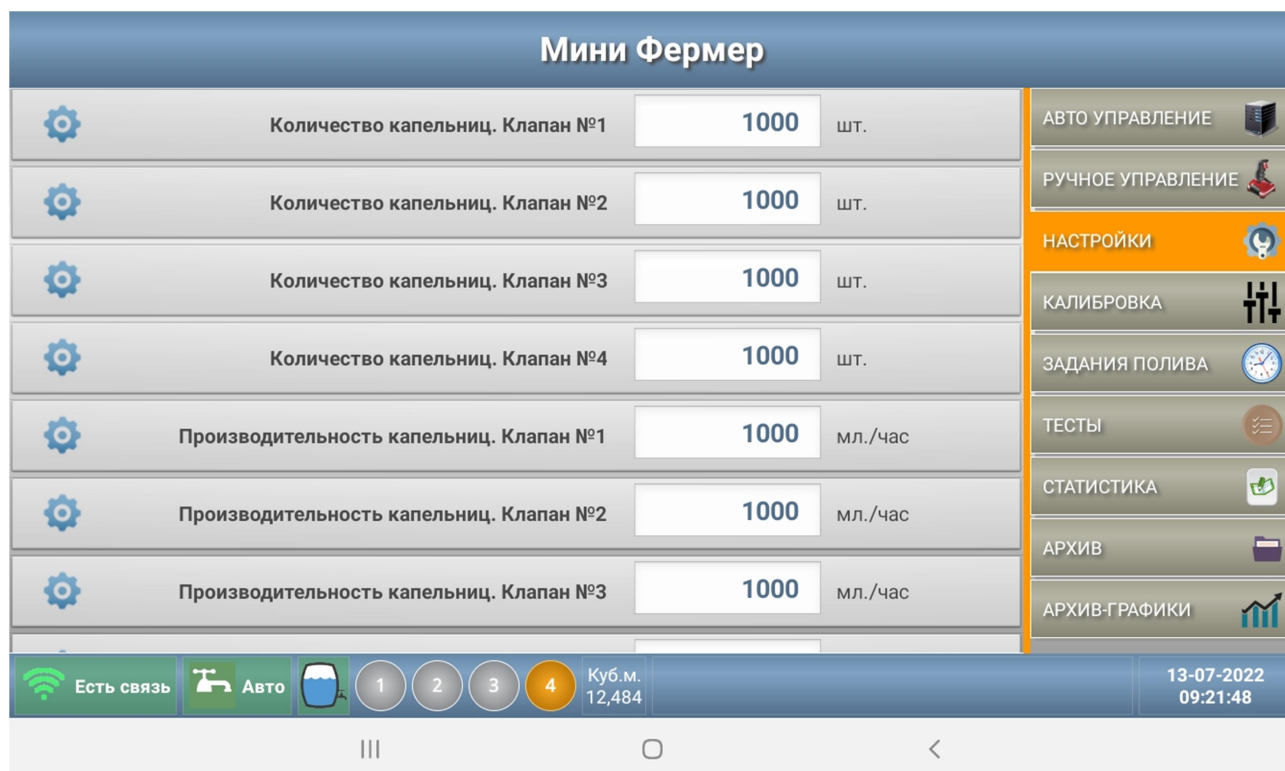 Мини Фермер
Количество капельниц. Клапан №1 1000 шт.
Количество капельниц. Клапан №2 1000 шт.
Количество капельниц. Клапан №3 1000 шт.
Количество капельниц. Клапан №4 1000 шт.
Производительность капельниц. Клапан №1 1000 мл./час
Производительность капельниц. Клапан №2 1000 мл./час
Производительность капельниц. Клапан №3 1000 мл./час
АВТО УПРАВЛЕНИЕ
РУЧНОЕ УПРАВЛЕНИЕ
НАСТРОЙКИ
КАЛИБРОВКА
ЗАДАНИЯ ПОЛИВА
ТЕСТЫ
СТАТИСТИКА
АРХИВ
АРХИВ-ГРАФИКИ
Есть связь Авто 1 2 3 4
Куб.м.
12,484
13-07-2022
09:21:48